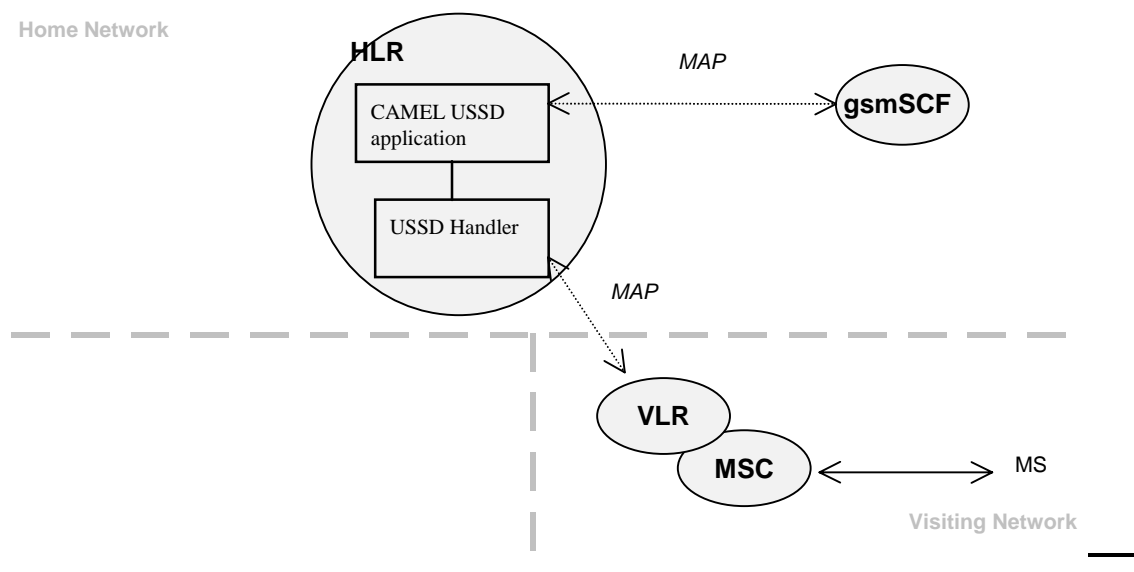 Home Network
HLR
MAP
CAMEL USSD
application
gsmSCF
USSD Handler
MAP
VLR
MSC
MS
Visiting Network